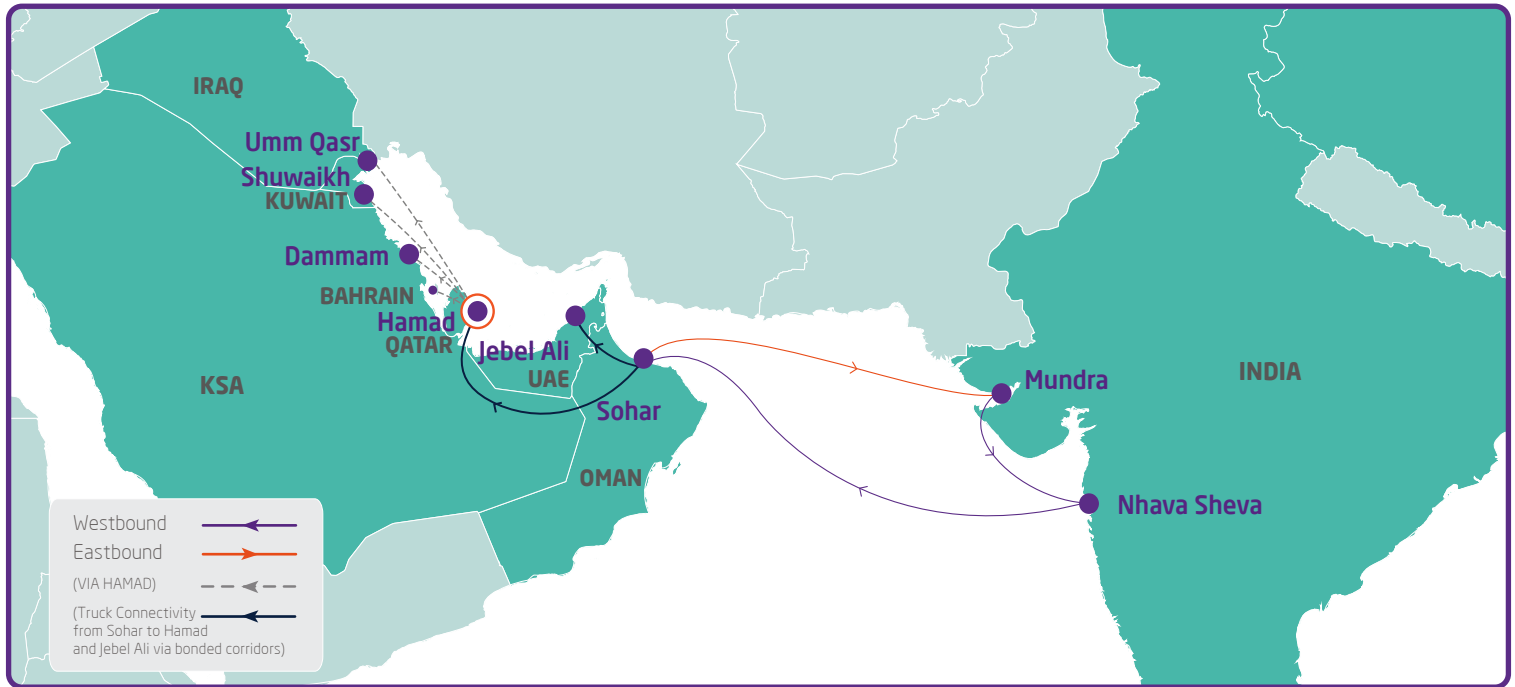 IRAQ
Umm Qasr
Shuwaikh
KUWAIT
Dammam
BAHRAIN
Hamad
QATAR
Jebel Ali
UAE
KSA
Sohar
OMAN
Mundra
INDIA
Nhava Sheva
Westbound
Eastbound
(VIA HAMAD)
(Truck Connectivity
from Sohar to Hamad
and Jebel Ali via bonded corridors)